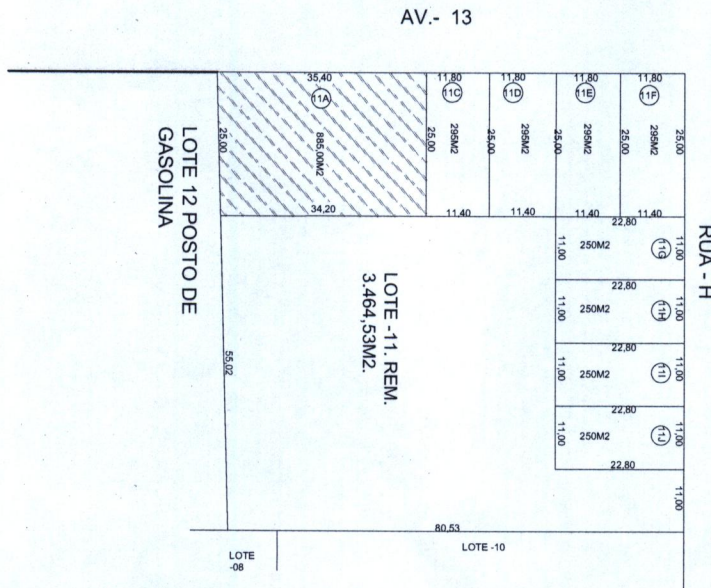 AV.- 13
35,40
11,80
11,80
11,80
11,80
11A
11C
11D
11E
11F
25,00
885,00M2
25,00
295M2
25,00
295M2
25,00
295M2
25,00
295M2
25,00
34,20
11,40
11,40
11,40
11,40
22,80
LOTE 12 POSTO DE
GASOLINA
RUA - H
11,00
250M2
11G
11,00
22,80
11,00
250M2
11H
11,00
22,80
LOTE -11. REM.
3.464,53M2.
11,00
250M2
11I
11,00
22,80
11,00
250M2
11J
11,00
22,80
55,02
11,00
80,53
LOTE
-08
LOTE -10